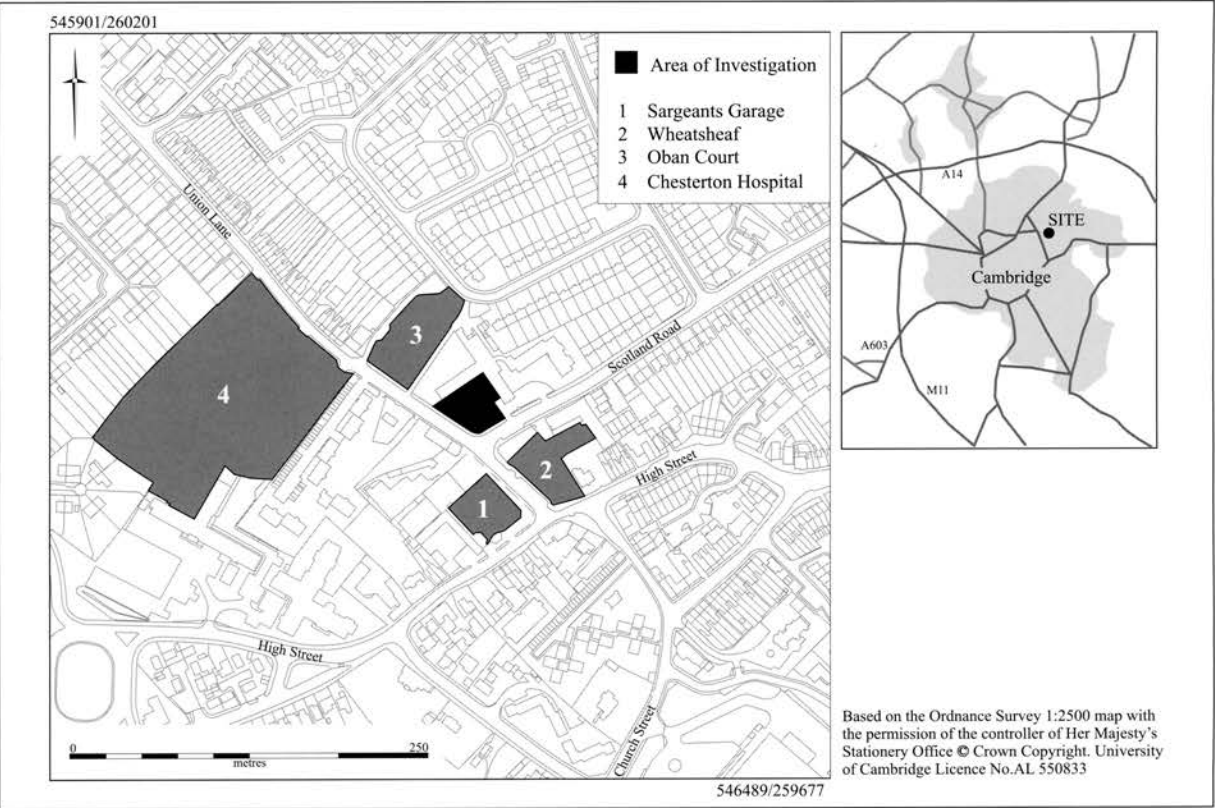 545901/260201
Area of Investigation
1 Sargeants Garage
2 Wheatsheaf
3 Oban Court
4 Chesterton Hospital
Union Lane
3
Scotland Road
4
2
High Street
1
High Street
Church Street
0 250
metres
546489/259677
A14
SITE
Cambridge
A603
M11
Based on the Ordnance Survey 1:2500 map with
the permission of the controller of Her Majesty's
Stationery Office © Crown Copyright. University
of Cambridge Licence No.AL 550833